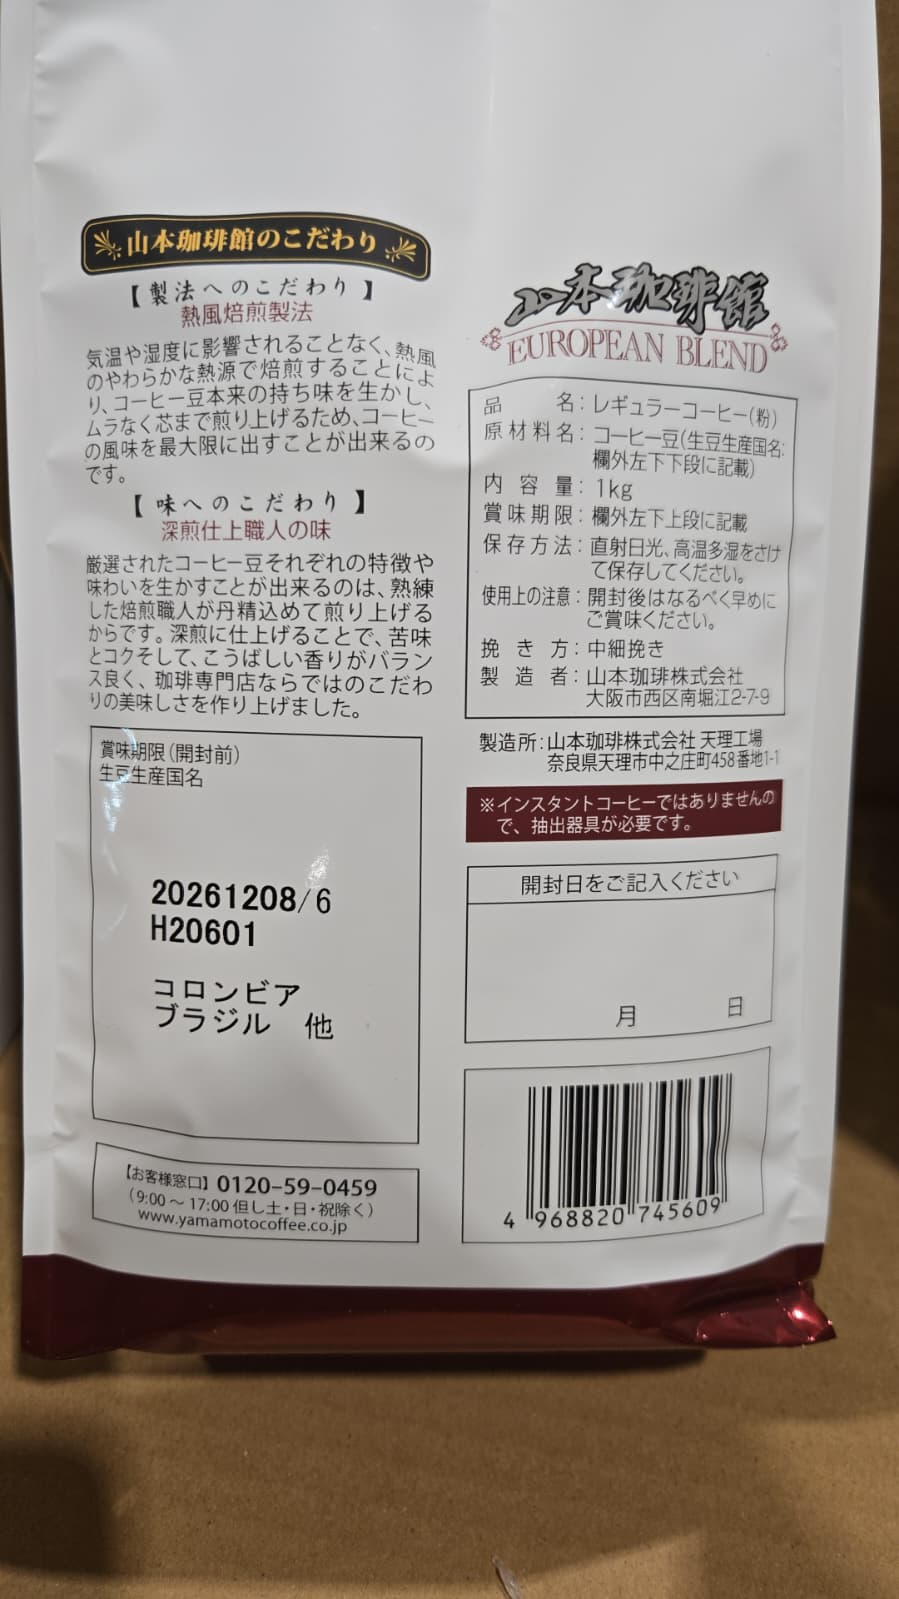 山本珈琲館のこだわり
【製法へのこだわり】
熱風焙煎製法
気温や湿度に影響されることなく、熱風
のやわらかな熱源で焙煎することによ
り、コーヒー豆本来の持ち味を生かし、
ムラなく芯まで煎り上げるため、コーヒー
の風味を最大限に出すことが出来るの
です。
【味へのこだわり】
深煎仕上職人の味
厳選されたコーヒー豆それぞれの特徴や
味わいを生かすことが出来るのは、熟練
した焙煎職人が丹精込めて煎り上げる
からです。深煎に仕上げることで、苦味
とコクそして、こうばしい香りがバラン
ス良く、珈琲専門店ならではのこだわ
りの美味しさを作り上げました。
賞味期限(開封前)
生豆生産国名
20261208/6
H20601
コロンビア
ブラジル 他
【お客様窓口】0120-59-0459
(9:00～17:00 但し土・日・祝除く)
www.yamamotocoffee.co.jp
山本珈琲館
EUROPEAN BLEND
品名:レギュラーコーヒー(粉)
原材料名:コーヒー豆(生豆生産国名:
欄外左下下段に記載)
内容量:1kg
賞味期限:欄外左下上段に記載
保存方法:直射日光、高温多湿をさけ
て保存してください。
使用上の注意:開封後はなるべく早めに
ご賞味ください。
挽き方:中細挽き
製造者:山本珈琲株式会社
大阪市西区南堀江2-7-9
製造所:山本珈琲株式会社 天理工場
奈良県天理市中之庄町458番地1-1
※インスタントコーヒーではありませんの
で、抽出器具が必要です。
開封日をご記入ください
月 日
4 968820 745609